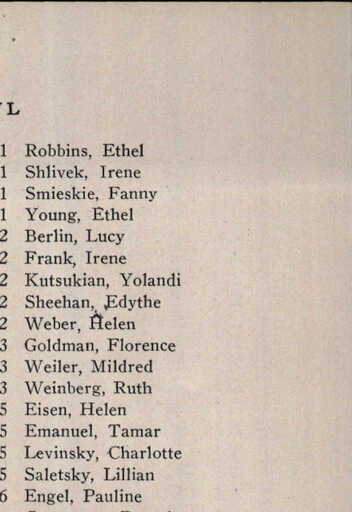 L
1 Robbins, Ethel
1 Shlivek, Irene
1 Smieskie, Fanny
1 Young, Ethel
2 Berlin, Lucy
2 Frank, Irene
2 Kutsukian, Yolandi
2 Sheehan, Edythe
2 Weber, Helen
3 Goldman, Florence
3 Weiler, Mildred
3 Weinberg, Ruth
5 Eisen, Helen
5 Emanuel, Tamar
5 Levinsky, Charlotte
5 Saletsky, Lillian
6 Engel, Pauline